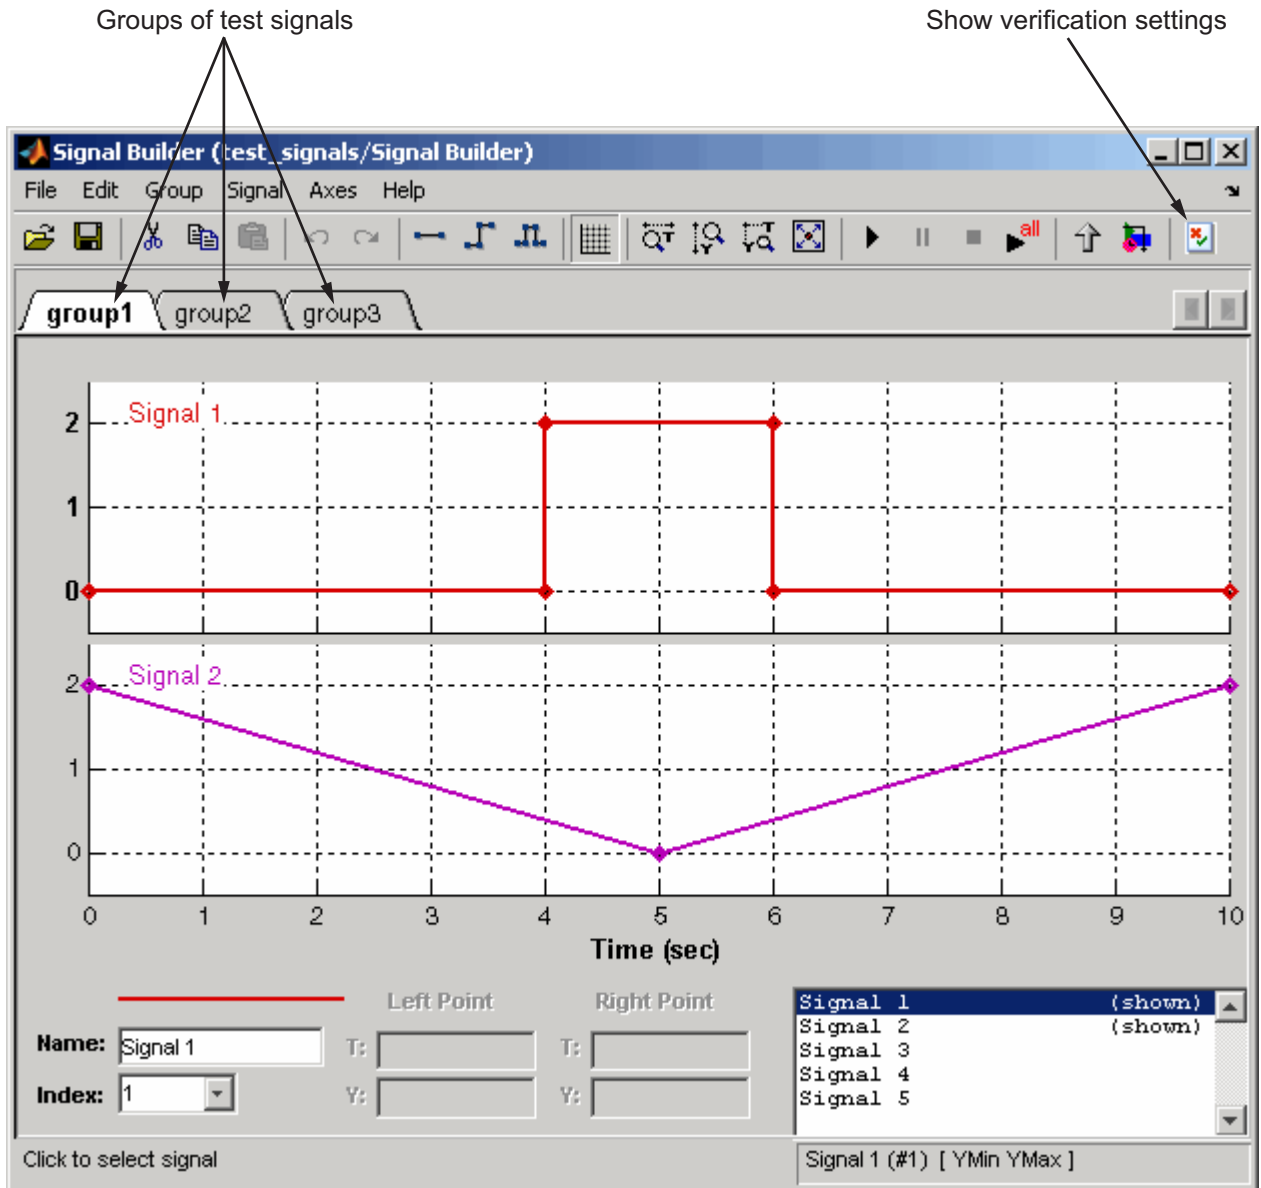 Groups of test signals
Show verification settings
Signal Builder (test_signals/Signal Builder)
File Edit Group Signal Axes Help
all
group1 group2 group3
Signal 1
2
1
0
Signal 2
2
1
0
0 1 2 3 4 5 6 7 8 9 10
Time (sec)
Left Point Right Point
Name: Signal 1 T: T:
Index: 1 Y: Y:
Signal 1 (shown)
Signal 2 (shown)
Signal 3
Signal 4
Signal 5
Click to select signal
Signal 1 (#1) [ YMin YMax ]